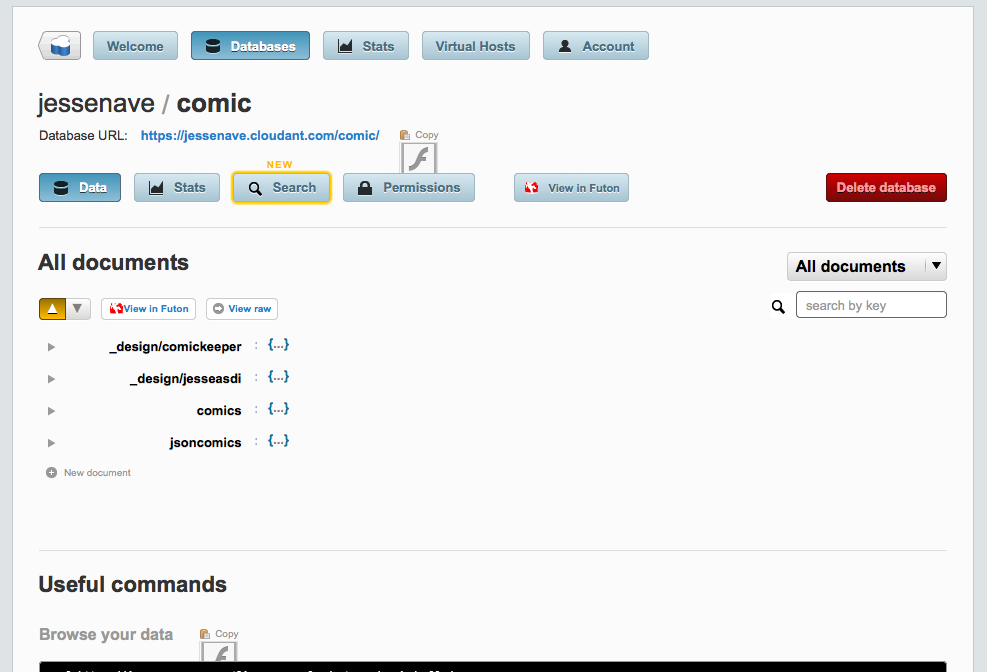 Welcome Databases Stats Virtual Hosts Account
jessenave / comic
Database URL: https://jessenave.cloudant.com/comic/ Copy
NEW
Data Stats Search Permissions View in Futon Delete database
All documents All documents
View in Futon View raw search by key
_design/comickeeper : {...}
_design/jesseasdi : {...}
comics : {...}
jsoncomics : {...}
New document
Useful commands
Browse your data Copy